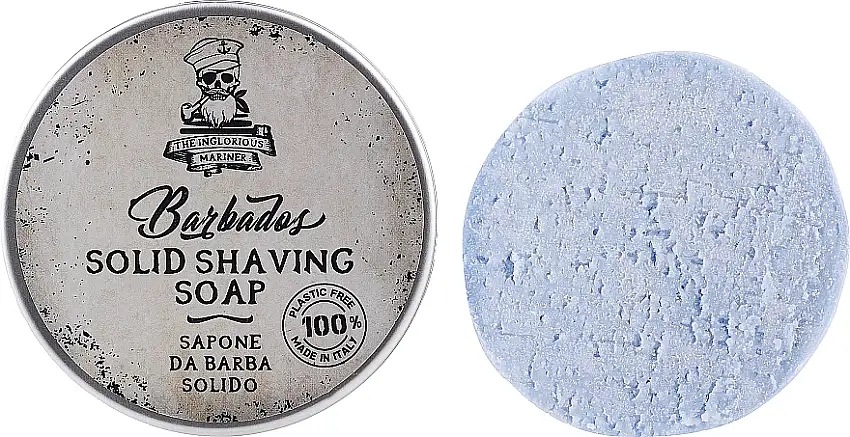 THE INGLORIOUS
MARINER
Barbados
SOLID SHAVING
SOAP
PLASTIC FREE
100%
MADE IN ITALY
SAPONE
DA BARBA
SOLIDO